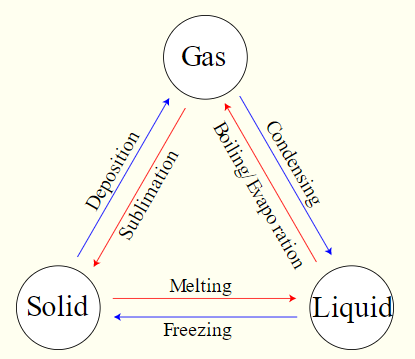 Gas
Deposition
Sublimation
Boiling/Evaporation
Condensing
Solid
Melting
Freezing
Liquid